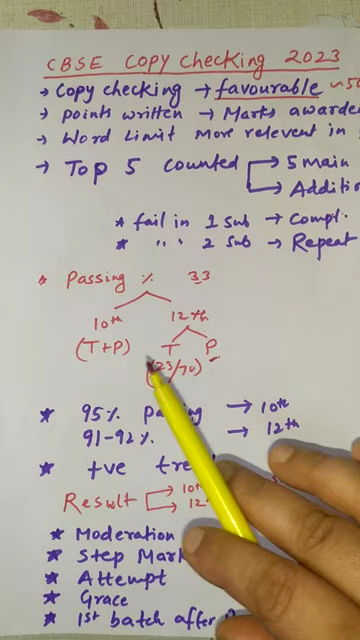 CBSE Copy Checking 2023
→ Copy checking → favourable ~50
→ points written → Marks awarded
→ Word Limit More relevent in
→ Top 5 counted → 5 main
→ Additio
* fail in 1 sub → Compl.
* " " 2 sub → Repeat
* Passing % 33
10th 12th
(T+P) T P
(23/70)
* 95% Passing → 10th
91-92% → 12th
* +ve
Result → 10th
→ 12
* Moderation
* Step Mark
* Attempt
* Grace
* 1st batch after